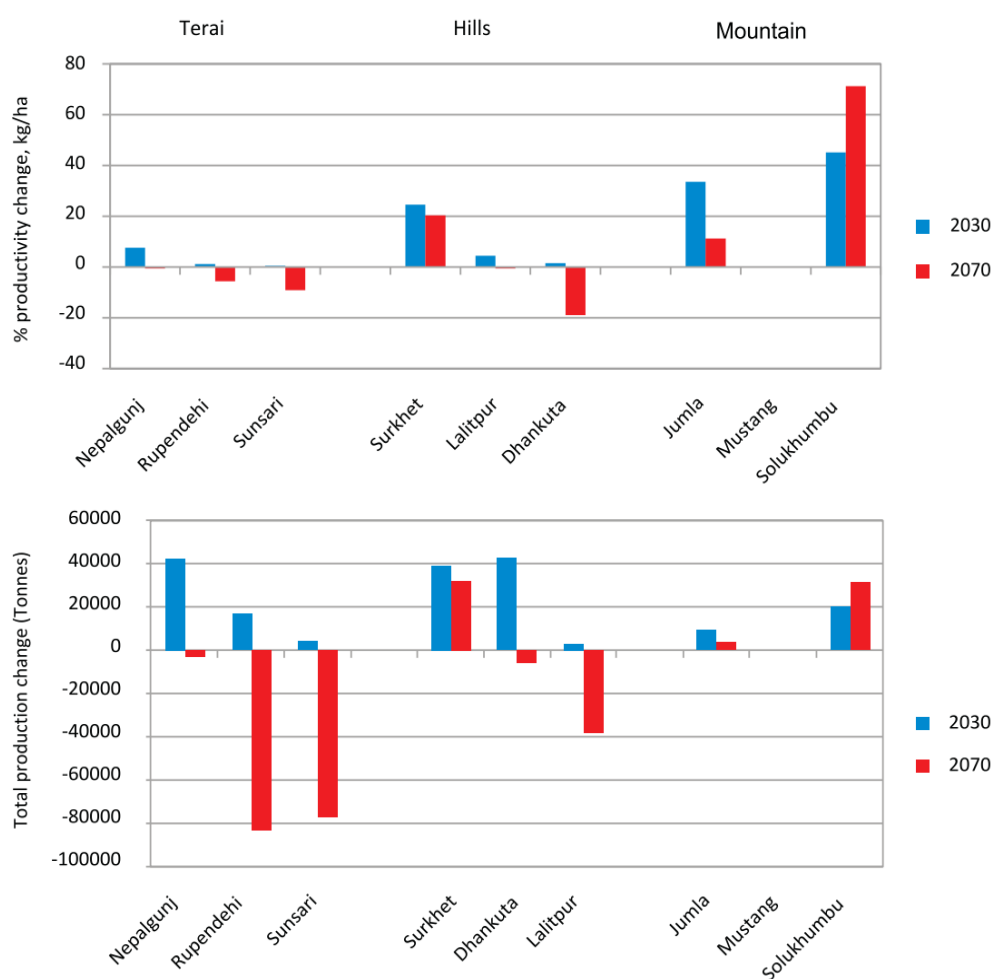 Terai
Hills
Mountain
% productivity change, kg/ha
80
60
40
20
0
-20
-40
2030
2070
Nepalgunj
Rupendehi
Sunsari
Surkhet
Lalitpur
Dhankuta
Jumla
Mustang
Solukhumbu
Total production change (Tonnes)
60000
40000
20000
0
-20000
-40000
-60000
-80000
-100000
2030
2070
Nepalgunj
Rupendehi
Sunsari
Surkhet
Dhankuta
Lalitpur
Jumla
Mustang
Solukhumbu